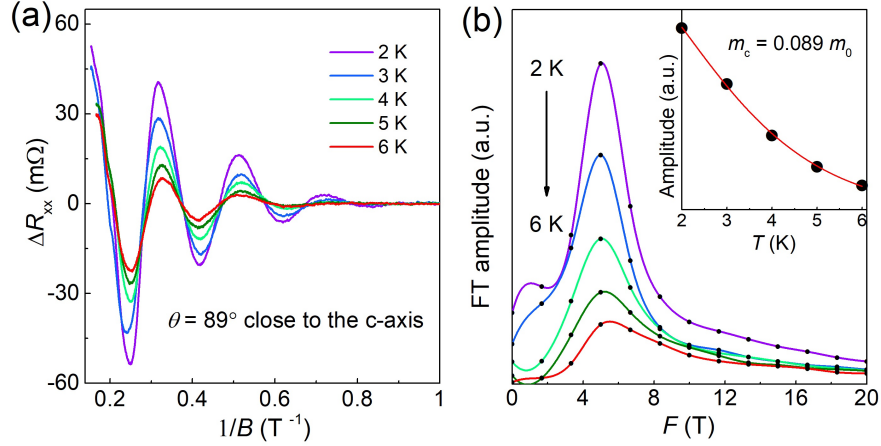 (a)
60
30
0
-30
-60
ΔRxx (mΩ)
2 K
3 K
4 K
5 K
6 K
θ = 89° close to the c-axis
0.2 0.4 0.6 0.8 1
1/B (T⁻¹)
(b)
FT amplitude (a.u.)
2 K
6 K
0 4 8 12 16 20
F (T)
mc = 0.089 m0
Amplitude (a.u.)
2 3 4 5 6
T (K)